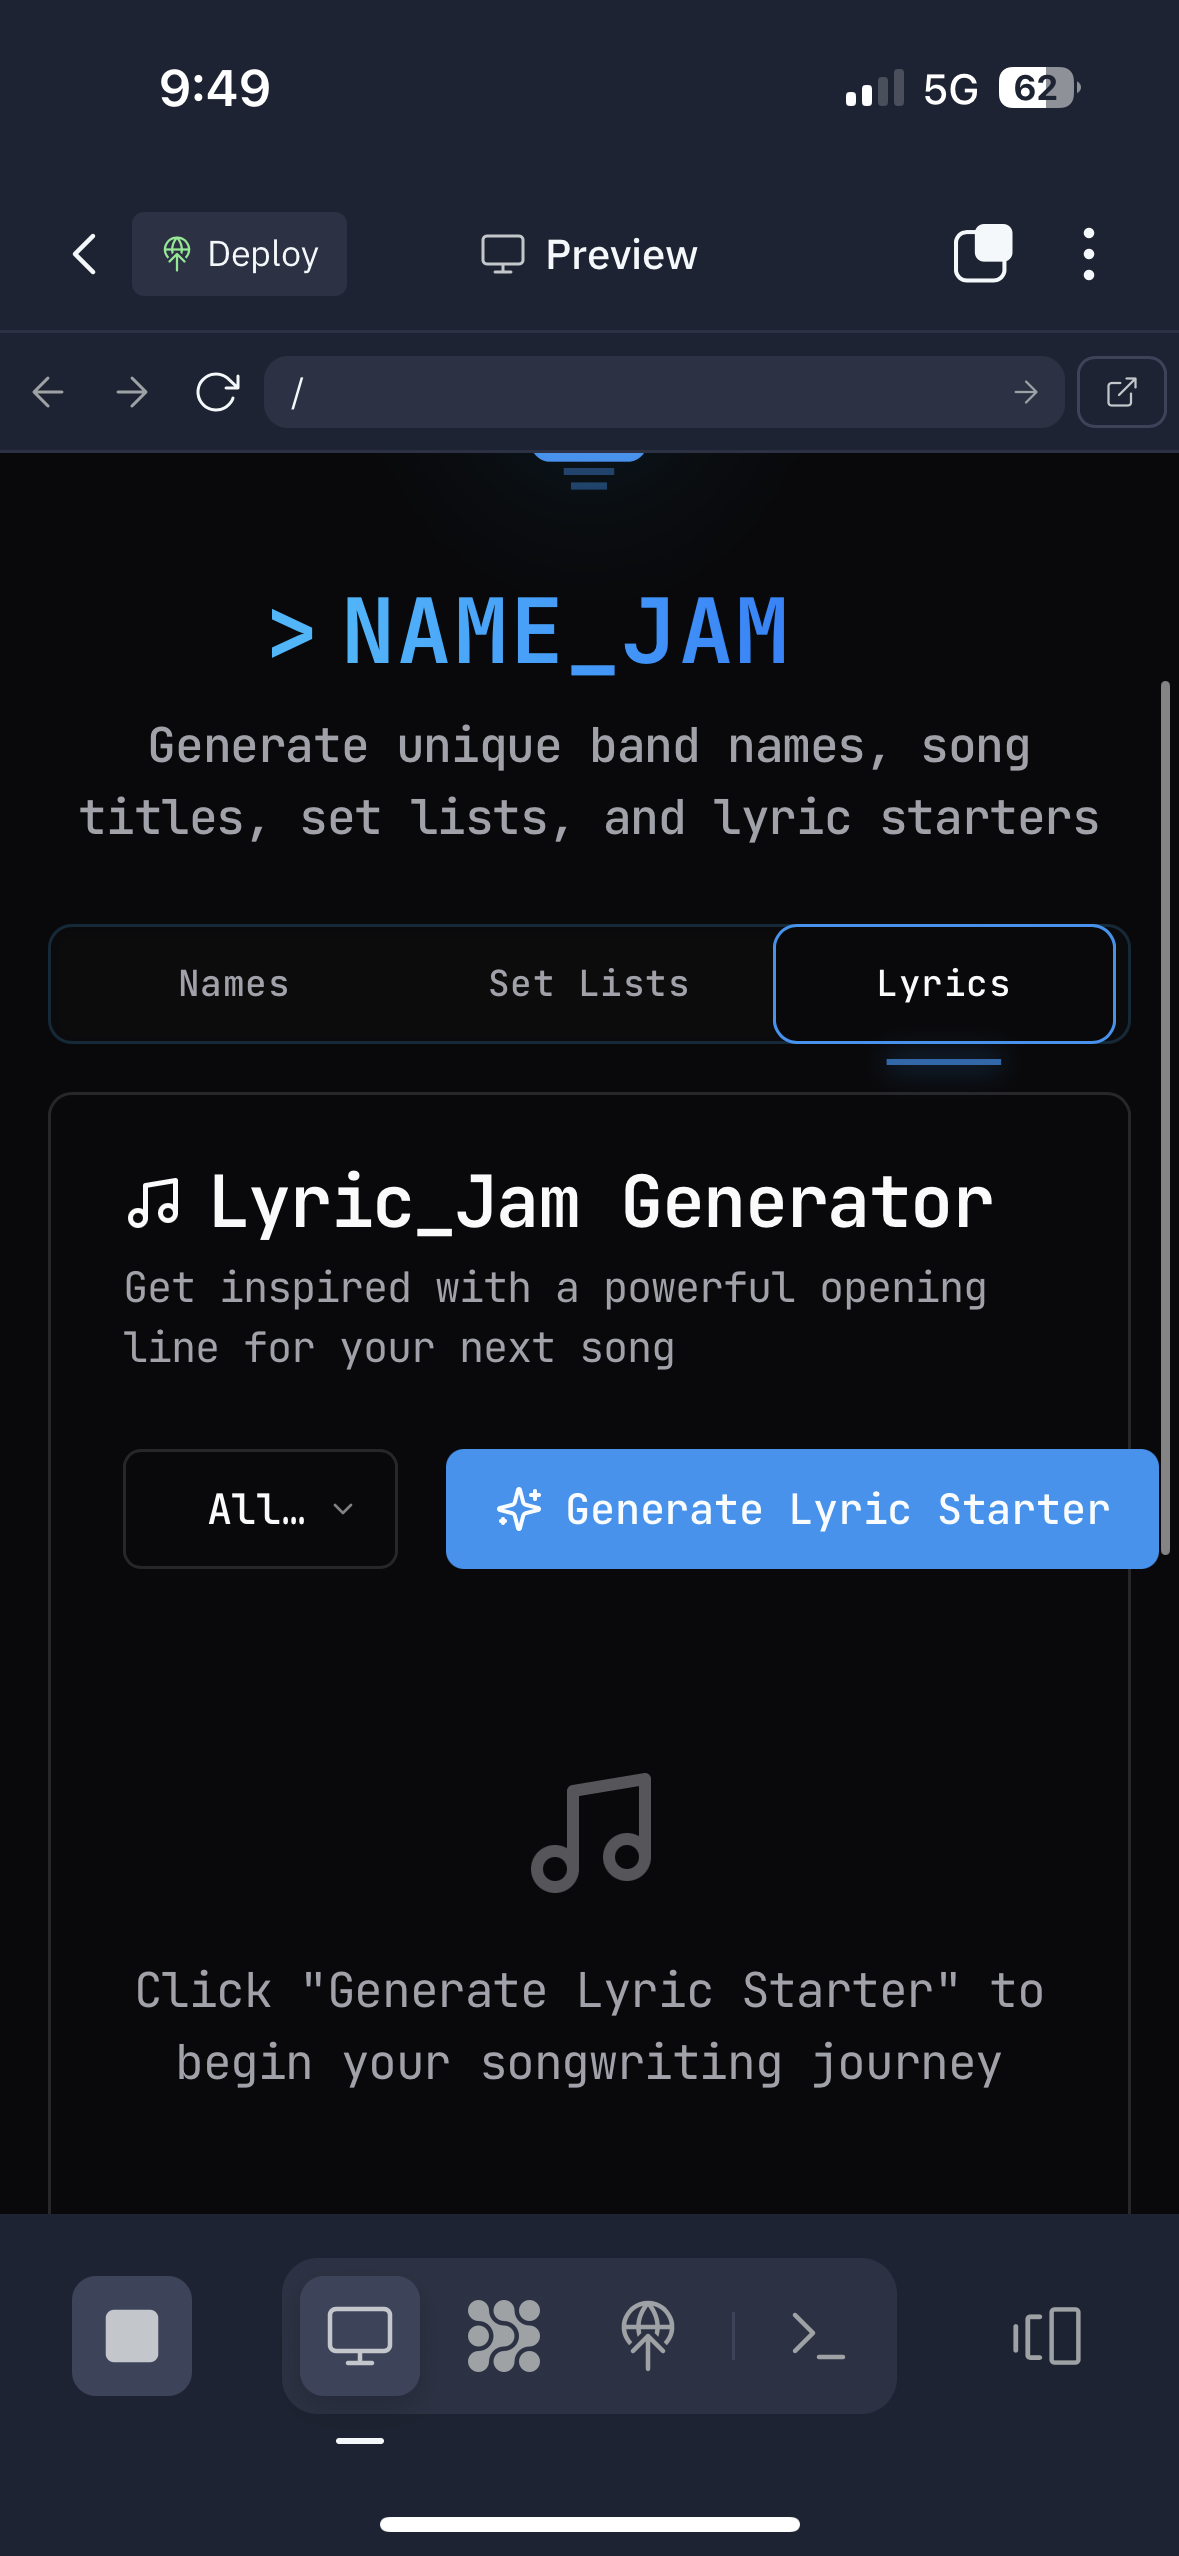 9:49
5G
62
Deploy
Preview
/
> NAME_JAM
Generate unique band names, song
titles, set lists, and lyric starters
Names
Set Lists
Lyrics
Lyric_Jam Generator
Get inspired with a powerful opening
line for your next song
All…
Generate Lyric Starter
Click "Generate Lyric Starter" to
begin your songwriting journey